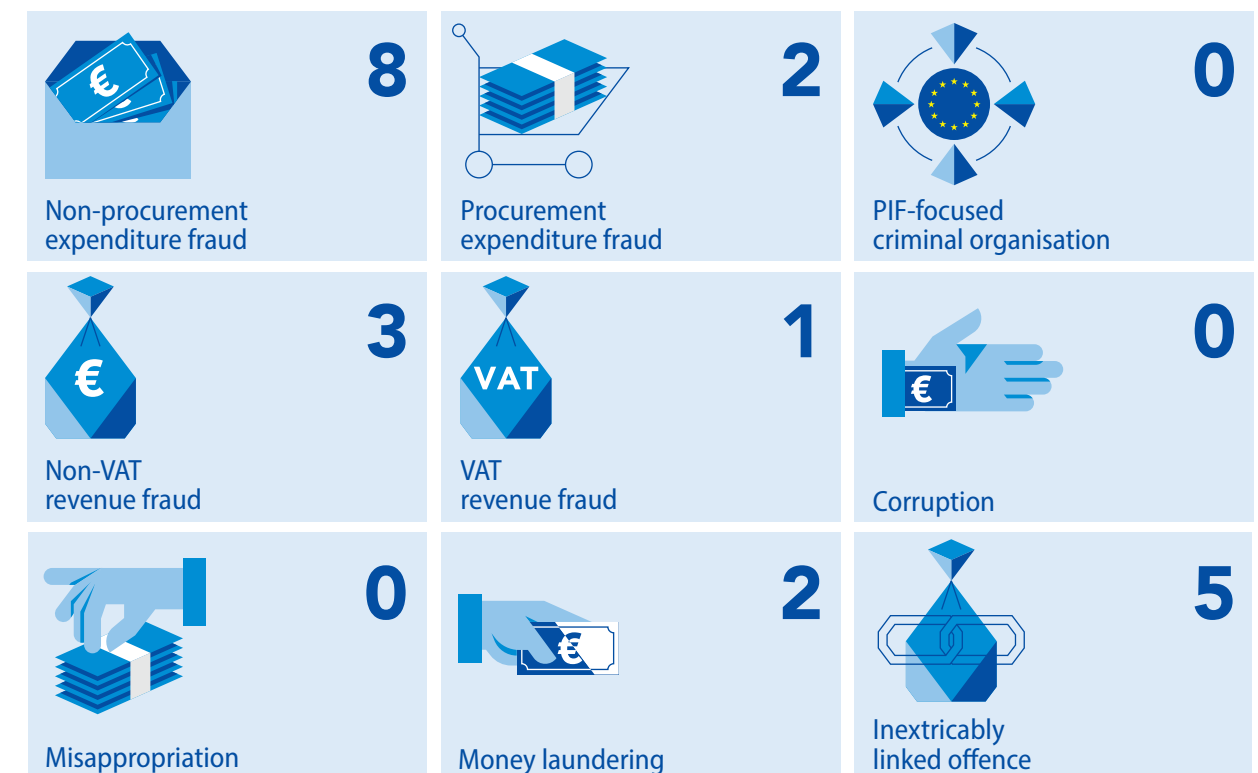 8
€
Non-procurement
expenditure fraud
2
Procurement
expenditure fraud
0
PIF-focused
criminal organisation
3
€
Non-VAT
revenue fraud
1
VAT
VAT
revenue fraud
0
€
Corruption
0
Misappropriation
2
€
Money laundering
5
Inextricably
linked offence